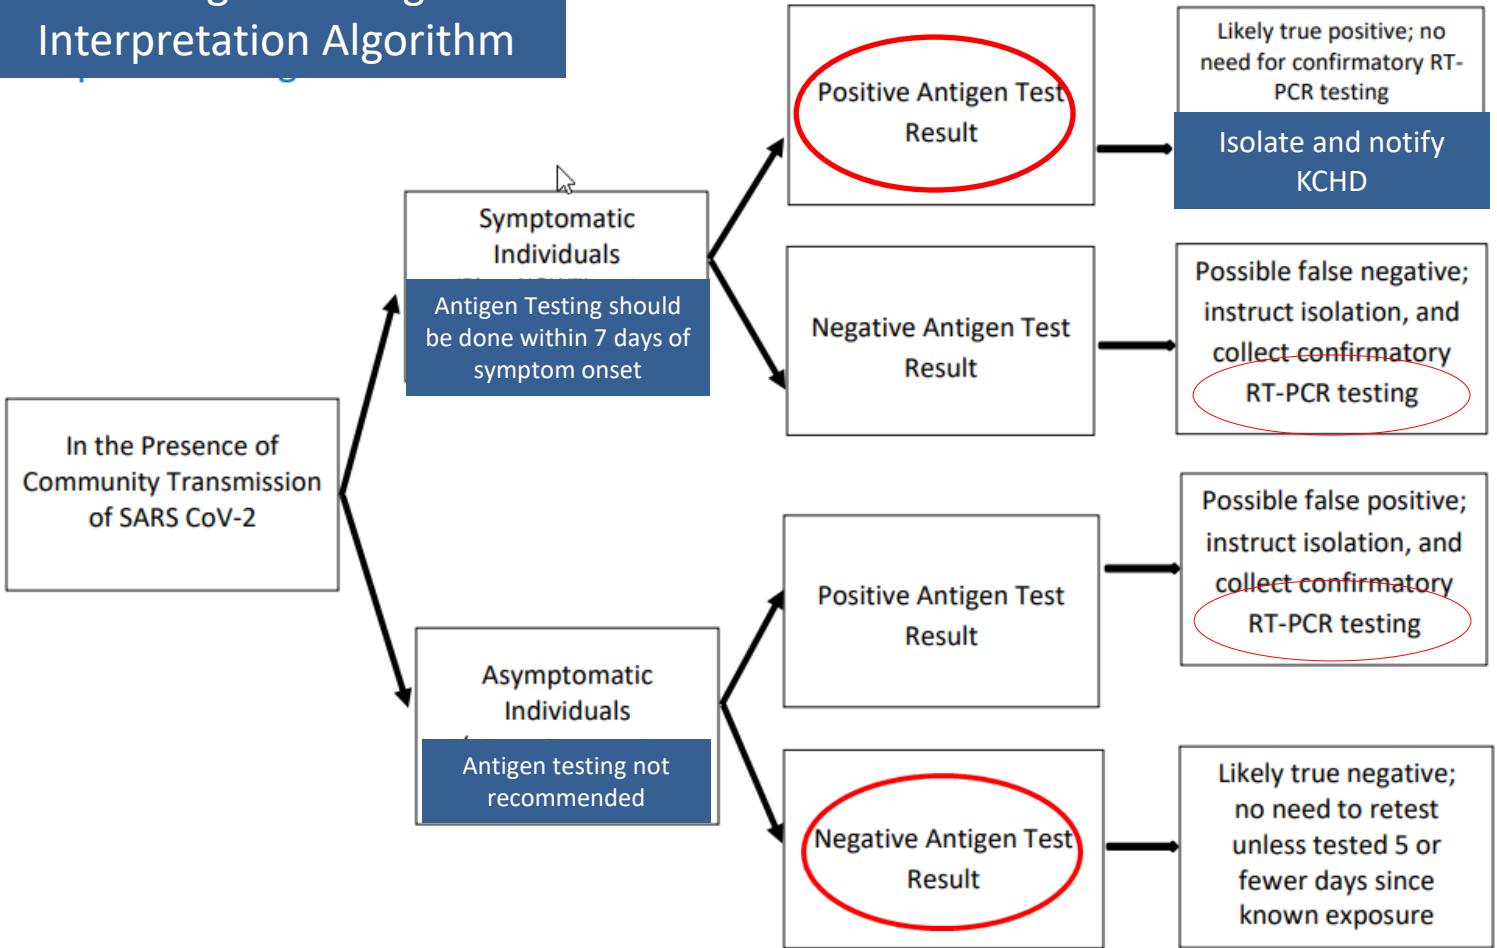 Interpretation Algorithm
Positive Antigen Test
Result
Likely true positive; no
need for confirmatory RT-
PCR testing
Isolate and notify
KCHD
Symptomatic
Individuals
Antigen Testing should
be done within 7 days of
symptom onset
Negative Antigen Test
Result
Possible false negative;
instruct isolation, and
collect confirmatory
RT-PCR testing
In the Presence of
Community Transmission
of SARS CoV-2
Positive Antigen Test
Result
Possible false positive;
instruct isolation, and
collect confirmatory
RT-PCR testing
Asymptomatic
Individuals
Antigen testing not
recommended
Negative Antigen Test
Result
Likely true negative;
no need to retest
unless tested 5 or
fewer days since
known exposure